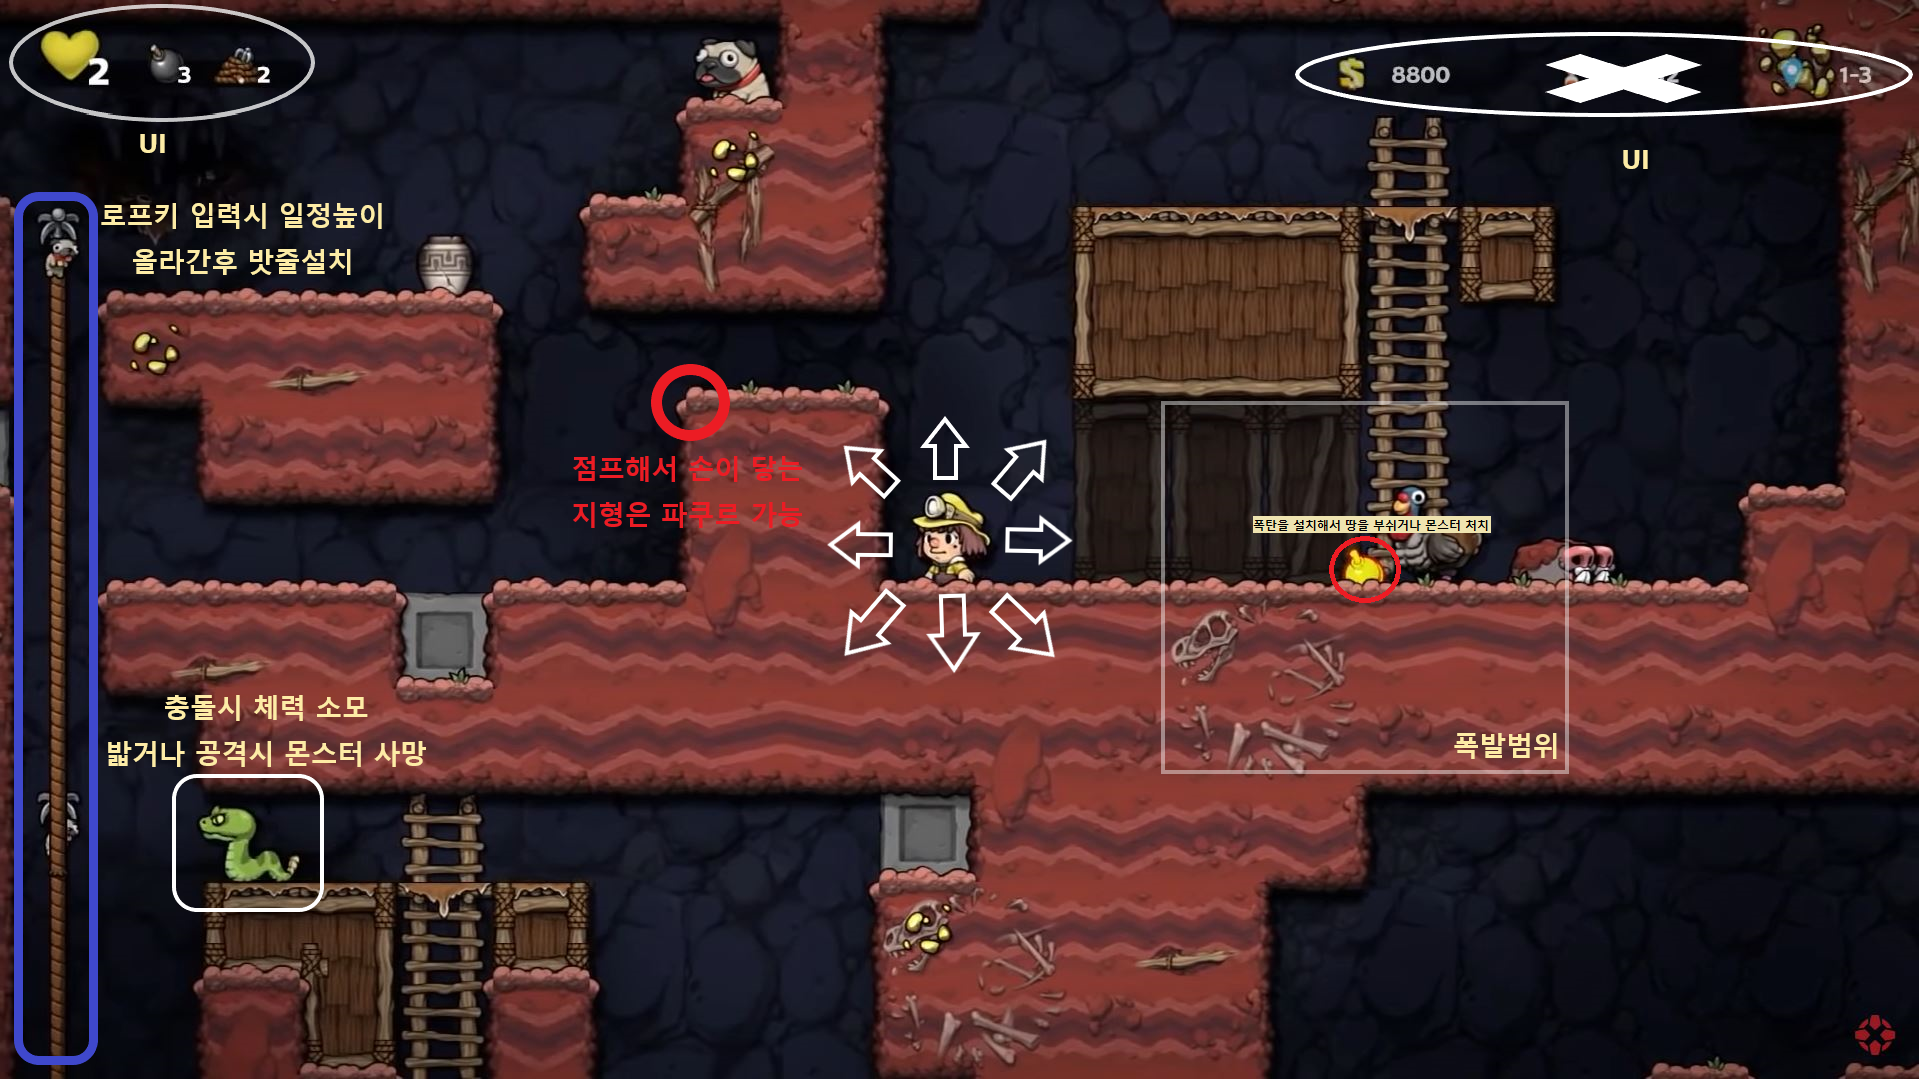 2 3 2
8800
1-3
UI
UI
로프키 입력시 일정높이
올라간후 밧줄설치
점프해서 손이 닿는
지형은 파쿠르 가능
폭탄을 설치해서 땅을 부쉬거나 몬스터 처치
충돌시 체력 소모
밟거나 공격시 몬스터 사망
폭발범위